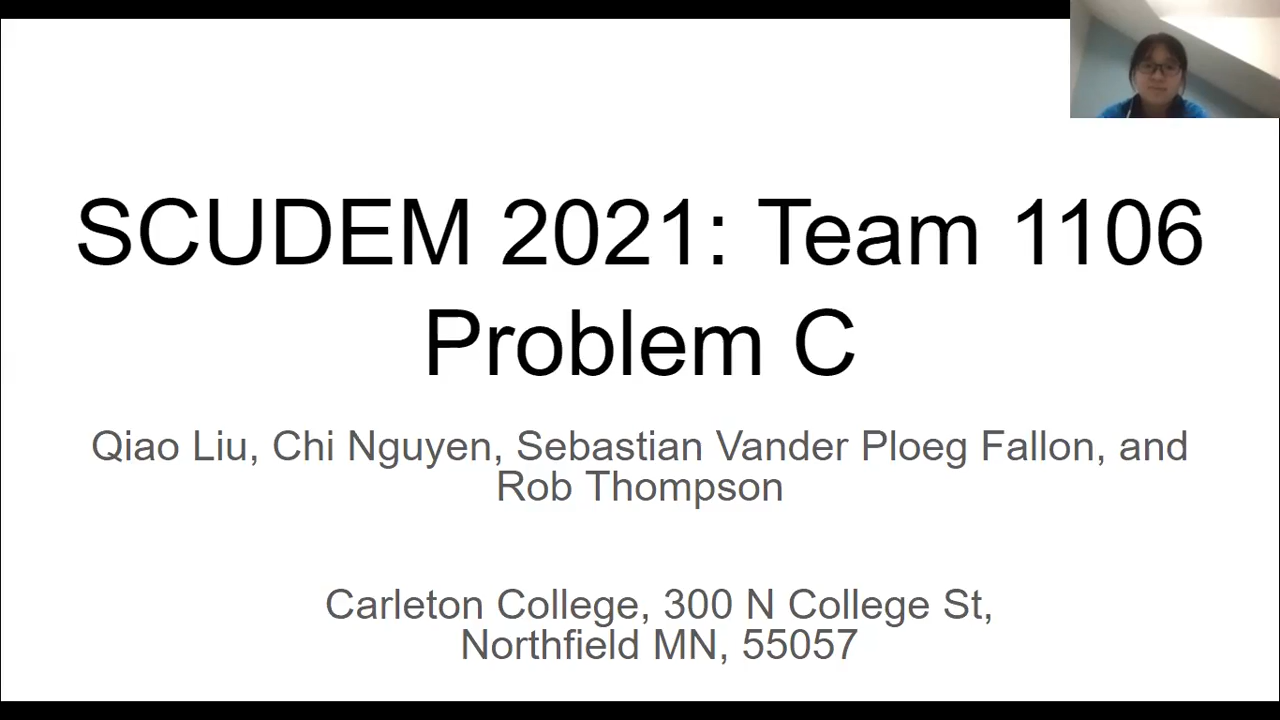 SCUDEM 2021: Team 1106
Problem C
Qiao Liu, Chi Nguyen, Sebastian Vander Ploeg Fallon, and
Rob Thompson
Carleton College, 300 N College St,
Northfield MN, 55057